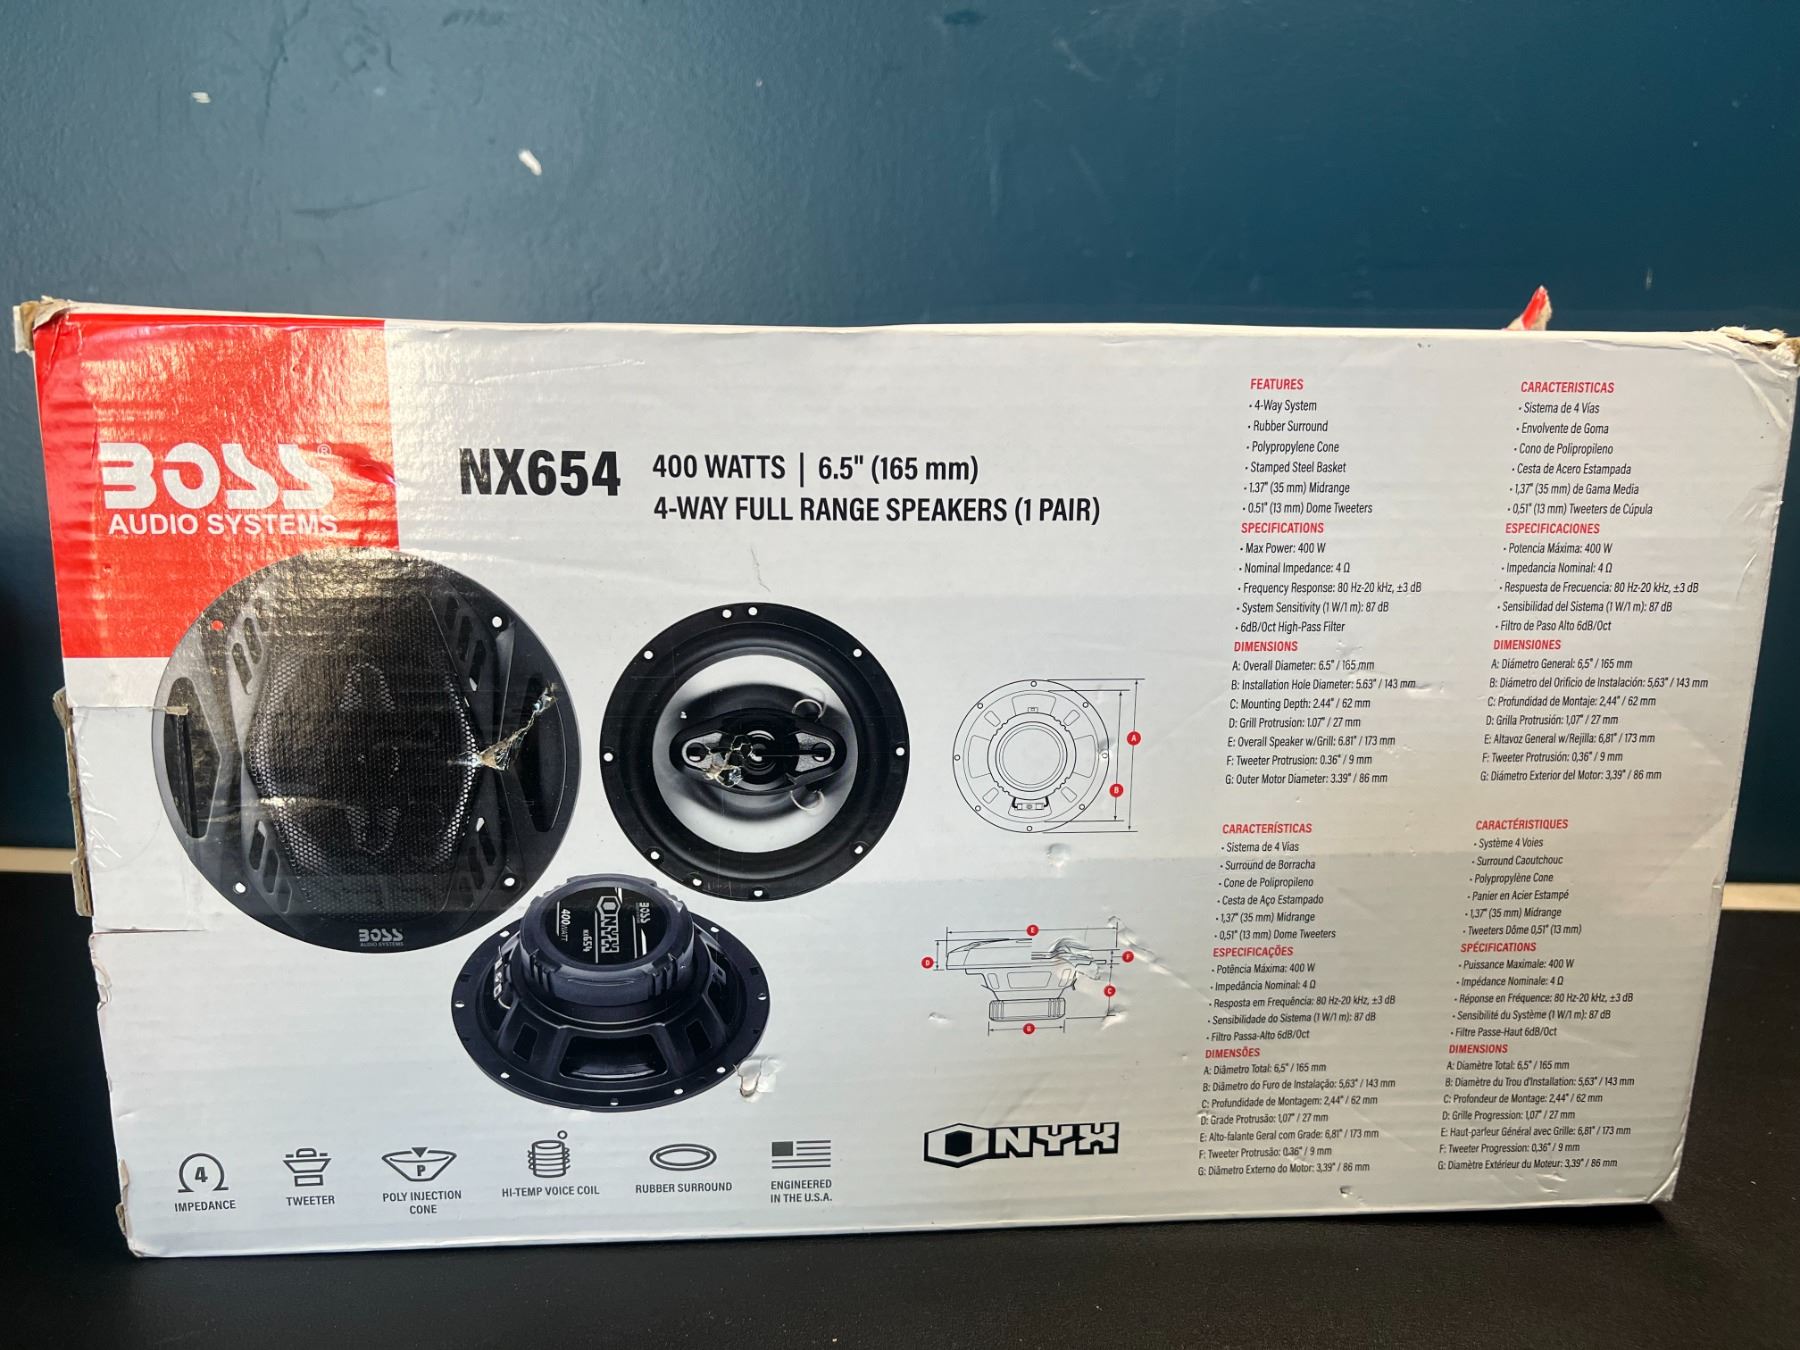 BOSS®
AUDIO SYSTEMS
NX654
400 WATTS | 6.5" (165 mm)
4-WAY FULL RANGE SPEAKERS (1 PAIR)
BOSS
AUDIO SYSTEMS
BOSS
ONYX
NX654
400WATT
A
B
E
D
F
C
G
4
IMPEDANCE
TWEETER
P
POLY INJECTION
CONE
HI-TEMP VOICE COIL
RUBBER SURROUND
ENGINEERED
IN THE U.S.A.
ONYX
FEATURES
• 4-Way System
• Rubber Surround
• Polypropylene Cone
• Stamped Steel Basket
• 1.37" (35 mm) Midrange
• 0.51" (13 mm) Dome Tweeters
SPECIFICATIONS
• Max Power: 400 W
• Nominal Impedance: 4 Ω
• Frequency Response: 80 Hz-20 kHz, ±3 dB
• System Sensitivity (1 W/1 m): 87 dB
• 6dB/Oct High-Pass Filter
DIMENSIONS
A: Overall Diameter: 6.5" / 165 mm
B: Installation Hole Diameter: 5.63" / 143 mm
C: Mounting Depth: 2.44" / 62 mm
D: Grill Protrusion: 1.07" / 27 mm
E: Overall Speaker w/Grill: 6.81" / 173 mm
F: Tweeter Protrusion: 0.36" / 9 mm
G: Outer Motor Diameter: 3.39" / 86 mm
CARACTERISTICAS
• Sistema de 4 Vías
• Envolvente de Goma
• Cono de Polipropileno
• Cesta de Acero Estampada
• 1,37" (35 mm) de Gama Media
• 0,51" (13 mm) Tweeters de Cúpula
ESPECIFICACIONES
• Potencia Máxima: 400 W
• Impedancia Nominal: 4 Ω
• Respuesta de Frecuencia: 80 Hz-20 kHz, ±3 dB
• Sensibilidad del Sistema (1 W/1 m): 87 dB
• Filtro de Paso Alto 6dB/Oct
DIMENSIONES
A: Diámetro General: 6,5" / 165 mm
B: Diámetro del Orificio de Instalación: 5,63" / 143 mm
C: Profundidad de Montaje: 2,44" / 62 mm
D: Grilla Protrusión: 1,07" / 27 mm
E: Altavoz General w/Rejilla: 6,81" / 173 mm
F: Tweeter Protrusión: 0,36" / 9 mm
G: Diámetro Exterior del Motor: 3,39" / 86 mm
CARACTERÍSTICAS
• Sistema de 4 Vias
• Surround de Borracha
• Cone de Polipropileno
• Cesta de Aço Estampado
• 1,37" (35 mm) Midrange
• 0,51" (13 mm) Dome Tweeters
ESPECIFICAÇÕES
• Potência Máxima: 400 W
• Impedância Nominal: 4 Ω
• Resposta em Frequência: 80 Hz-20 kHz, ±3 dB
• Sensibilidade do Sistema (1 W/1 m): 87 dB
• Filtro Passa-Alto 6dB/Oct
DIMENSÕES
A: Diâmetro Total: 6,5" / 165 mm
B: Diâmetro do Furo de Instalação: 5,63" / 143 mm
C: Profundidade de Montagem: 2,44" / 62 mm
D: Grade Protrusão: 1,07" / 27 mm
E: Alto-falante Geral com Grade: 6,81" / 173 mm
F: Tweeter Protrusão: 0.36" / 9 mm
G: Diâmetro Externo do Motor: 3,39" / 86 mm
CARACTÉRISTIQUES
• Système 4 Voies
• Surround Caoutchouc
• Polypropylène Cone
• Panier en Acier Estampé
• 1,37" (35 mm) Midrange
• Tweeters Dôme 0,51" (13 mm)
SPÉCIFICATIONS
• Puissance Maximale: 400 W
• Impédance Nominale: 4 Ω
• Réponse en Fréquence: 80 Hz-20 kHz, ±3 dB
• Sensibilité du Système (1 W/1 m): 87 dB
• Filtre Passe-Haut 6dB/Oct
DIMENSIONS
A: Diamètre Total: 6,5" / 165 mm
B: Diamètre du Trou d'Installation: 5,63" / 143 mm
C: Profondeur de Montage: 2,44" / 62 mm
D: Grille Progression: 1,07" / 27 mm
E: Haut-parleur Général avec Grille: 6,81" / 173 mm
F: Tweeter Progression: 0,36" / 9 mm
G: Diamètre Extérieur du Moteur: 3,39" / 86 mm